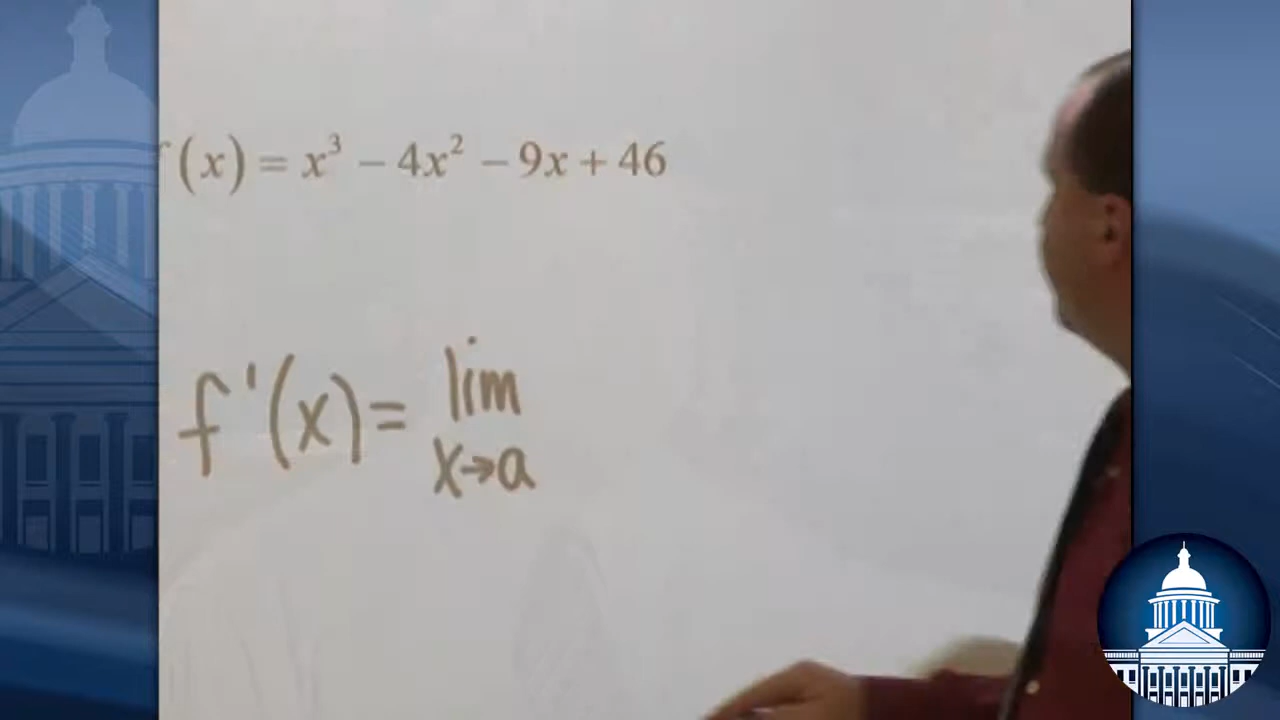 f(x) = x³ − 4x² − 9x + 46
f'(x) = lim
x→a